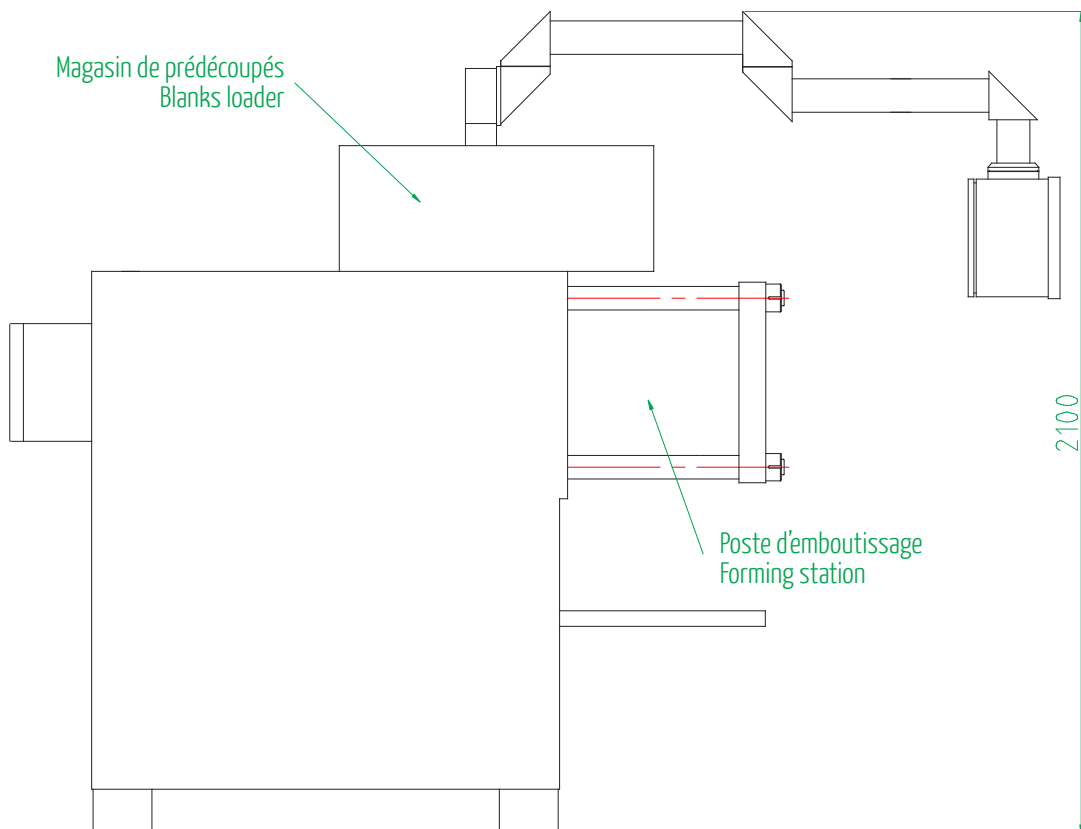 Magasin de prédécoupés
Blanks loader
2100
Poste d'emboutissage
Forming station